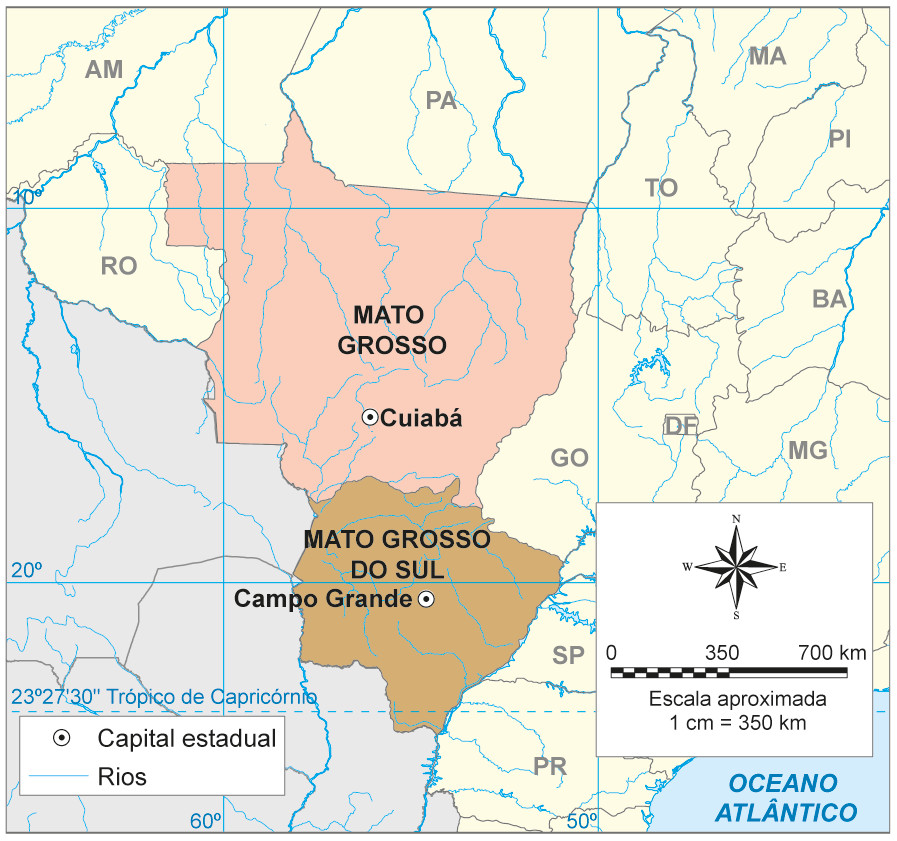 AM
PA
MA
PI
TO
10º
RO
BA
MATO
GROSSO
Cuiabá
DF
GO
MG
MATO GROSSO
DO SUL
20º
Campo Grande
N
W E
S
0 350 700 km
Escala aproximada
1 cm = 350 km
SP
23º27'30" Trópico de Capricórnio
Capital estadual
Rios
PR
OCEANO
ATLÂNTICO
60º
50º